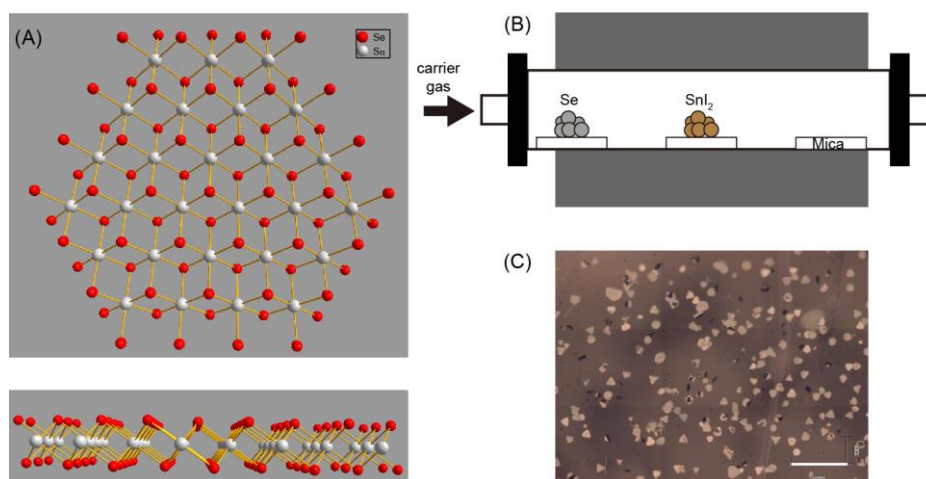 (A)
Se
Sn
(B)
carrier
gas
Se
SnI₂
Mica
(C)